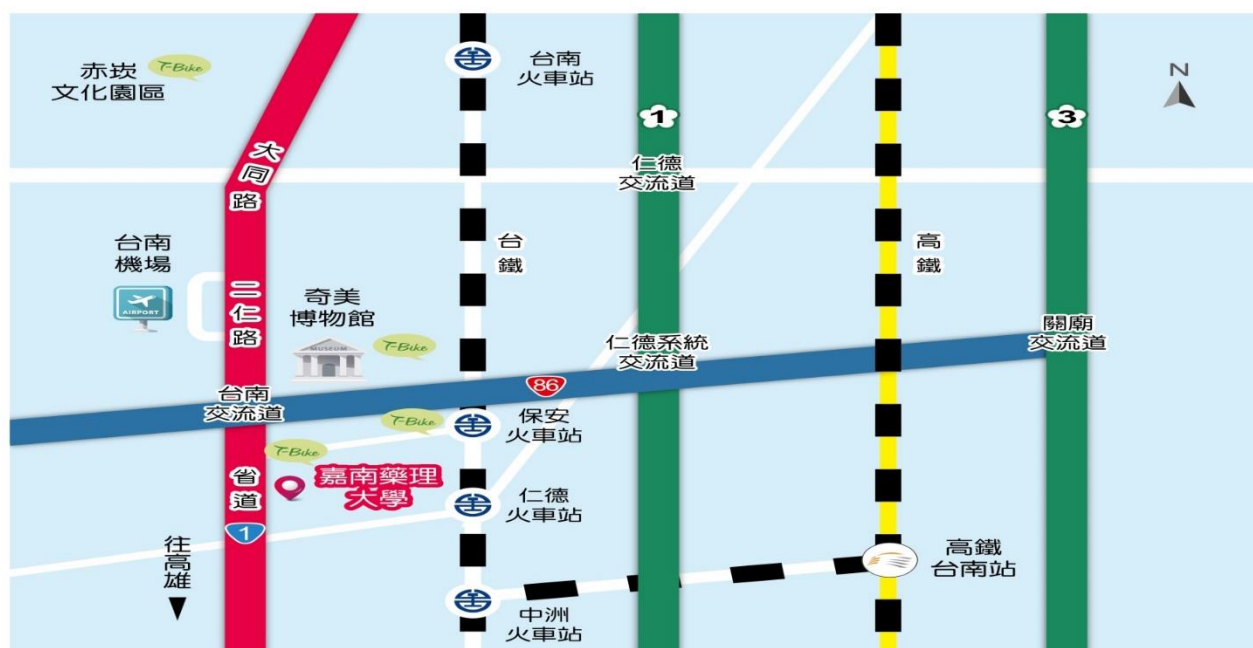 赤崁
文化園區
T-Bike
台南
火車站
1
3
N
大同路
仁德
交流道
台南
機場
AIRPORT
二仁路
奇美
博物館
MUSEUM
T-Bike
台鐵
高鐵
仁德系統
交流道
關廟
交流道
86
台南
交流道
T-Bike
保安
火車站
T-Bike
嘉南藥理
大學
省道
1
仁德
火車站
往高雄
高鐵
台南站
中洲
火車站